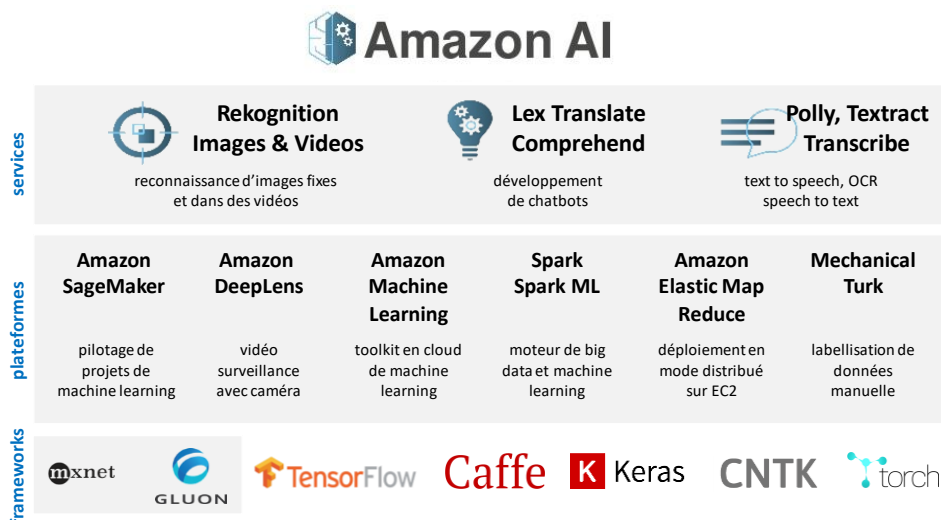 Amazon AI
services
Rekognition
Images & Videos
reconnaissance d'images fixes
et dans des vidéos
Lex Translate
Comprehend
développement
de chatbots
Polly, Textract
Transcribe
text to speech, OCR
speech to text
plateformes
Amazon
SageMaker
pilotage de
projets de
machine learning
Amazon
DeepLens
vidéo
surveillance
avec caméra
Amazon
Machine
Learning
toolkit en cloud
de machine
learning
Spark
Spark ML
moteur de big
data et machine
learning
Amazon
Elastic Map
Reduce
déploiement en
mode distribué
sur EC2
Mechanical
Turk
labellisation de
données
manuelle
frameworks
mxnet
GLUON
TensorFlow
Caffe
K Keras
CNTK
torch